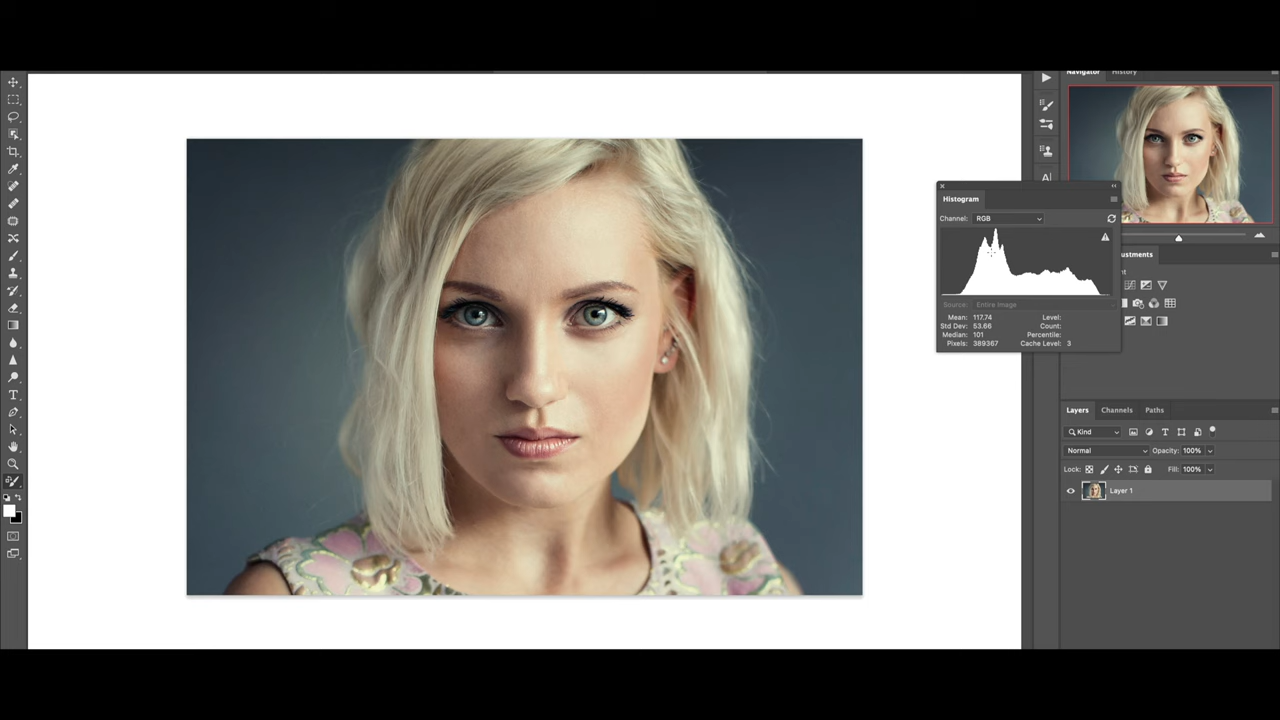 Navigator History
Histogram
Channel: RGB
Source: Entire Image
Mean: 117.74 Level:
Std Dev: 53.66 Count:
Median: 101 Percentile:
Pixels: 389367 Cache Level: 3
Layers Channels Paths
Kind
Normal Opacity: 100%
Lock: Fill: 100%
Layer 1